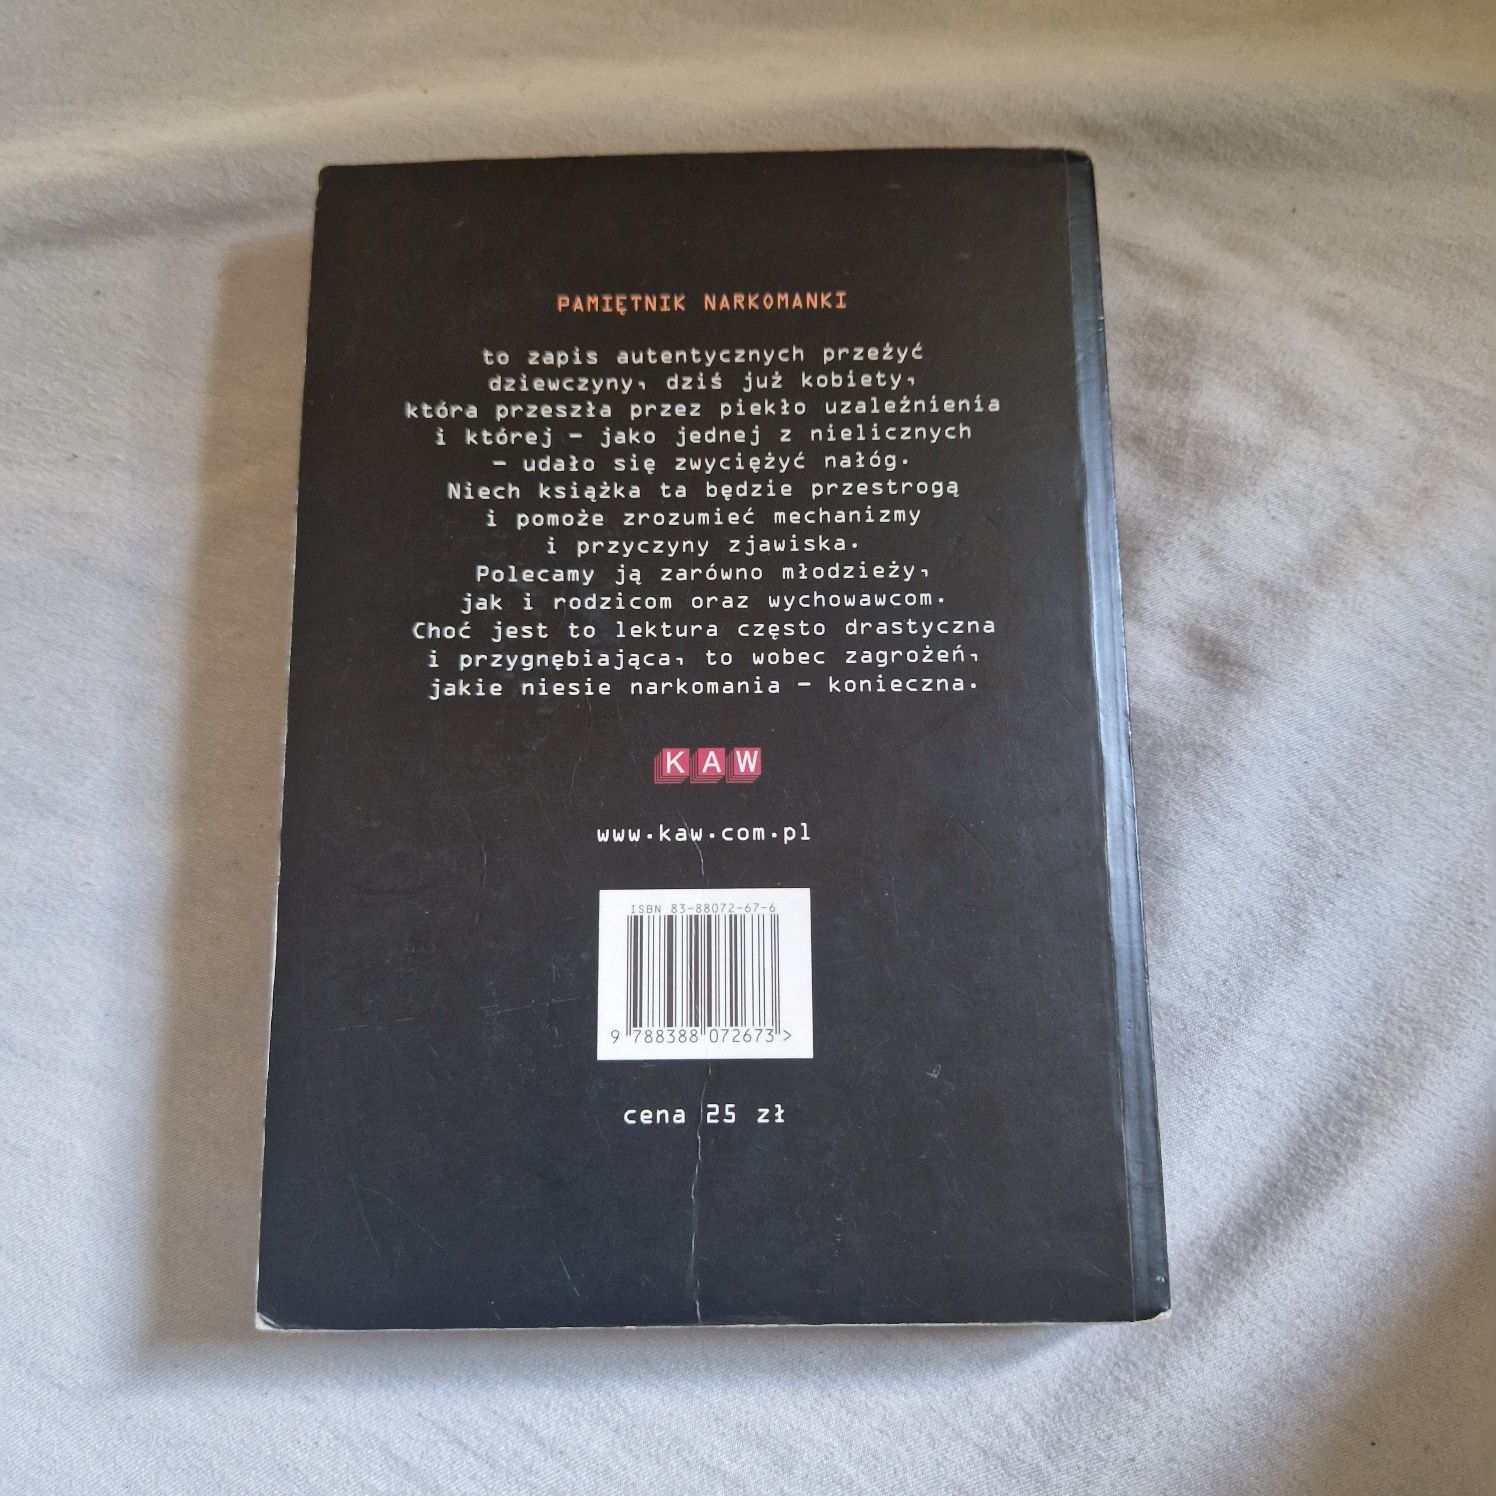 PAMIĘTNIK NARKOMANKI
to zapis autentycznych przeżyć
dziewczyny, dziś już kobiety,
która przeszła przez piekło uzależnienia
i której – jako jednej z nielicznych
– udało się zwyciężyć nałóg.
Niech książka ta będzie przestrogą
i pomoże zrozumieć mechanizmy
i przyczyny zjawiska.
Polecamy ją zarówno młodzieży,
jak i rodzicom oraz wychowawcom.
Choć jest to lektura często drastyczna
i przygnębiająca, to wobec zagrożeń,
jakie niesie narkomania – konieczna.
KAW
www.kaw.com.pl
ISBN 83-88072-67-6
9 788388 072673 >
cena 25 zł